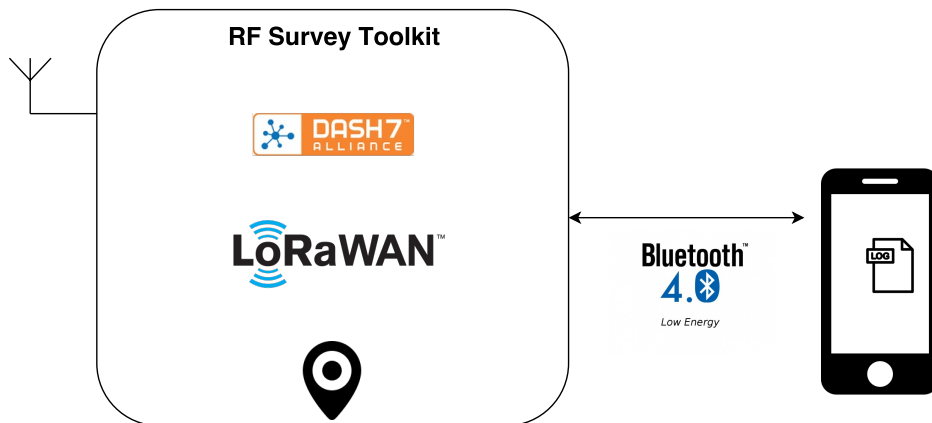 RF Survey Toolkit
DASH7™
ALLIANCE
LoRaWAN™
Bluetooth™
4.0
Low Energy
LOG